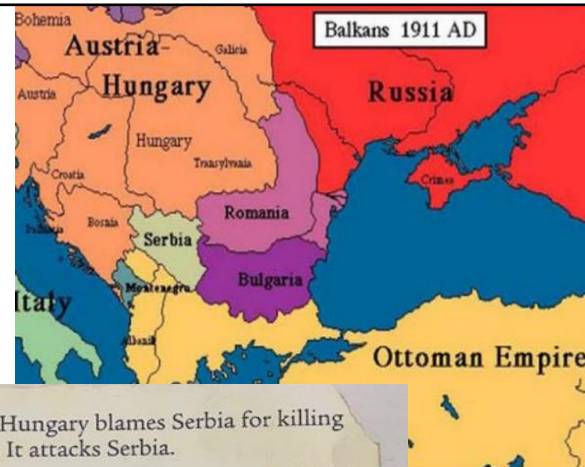 Bohemia
Balkans 1911 AD
Austria-
Hungary
Galicia
Austria
Russia
Hungary
Transylvania
Croatia
Crimea
Bosnia
Romania
Serbia
Bulgaria
Montenegro
Italy
Albania
Ottoman Empire
Hungary blames Serbia for killing
It attacks Serbia.